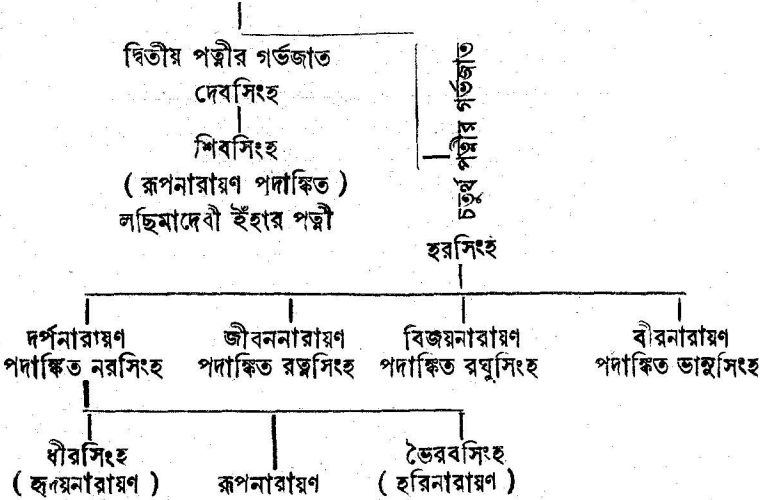 দ্বিতীয় পত্নীর গর্ভজাত
দেবসিংহ
শিবসিংহ
( রূপনারায়ণ পদাঙ্কিত )
লছিমাদেবী ইঁহার পত্নী
চতুর্থ পত্নীর গর্ভজাত
হরসিংহ
দর্পনারায়ণ জীবননারায়ণ বিজয়নারায়ণ বীরনারায়ণ
পদাঙ্কিত নরসিংহ পদাঙ্কিত রত্নসিংহ পদাঙ্কিত রঘুসিংহ পদাঙ্কিত ভানুসিংহ
ধীরসিংহ ভৈরবসিংহ
( হৃদয়নারায়ণ ) রূপনারায়ণ ( হরিনারায়ণ )